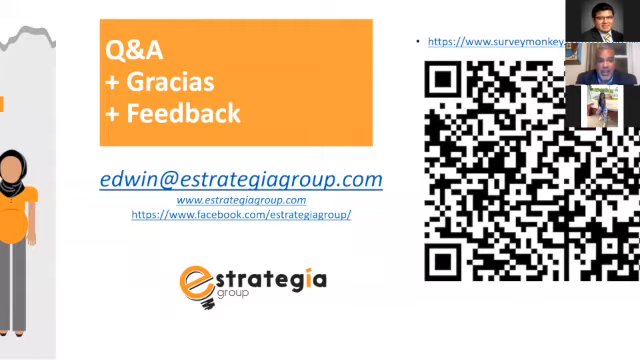 Q&A
+ Gracias
+ Feedback
edwin@estrategiagroup.com
www.estrategiagroup.com
https://www.facebook.com/estrategiagroup/
estrategia
group
https://www.surveymonkey.